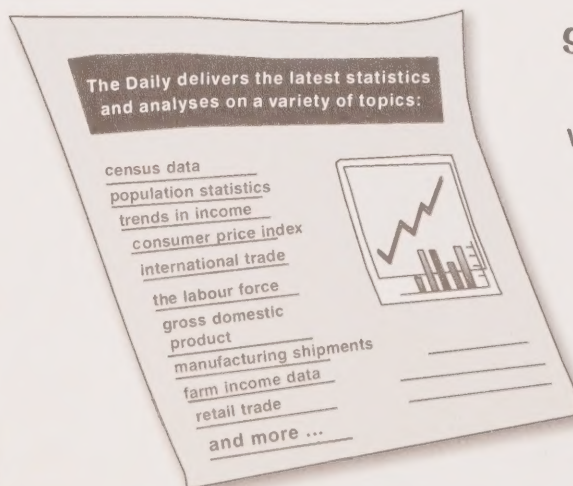 The Daily delivers the latest statistics
and analyses on a variety of topics:
census data
population statistics
trends in income
consumer price index
international trade
the labour force
gross domestic
product
manufacturing shipments
farm income data
retail trade
and more ...